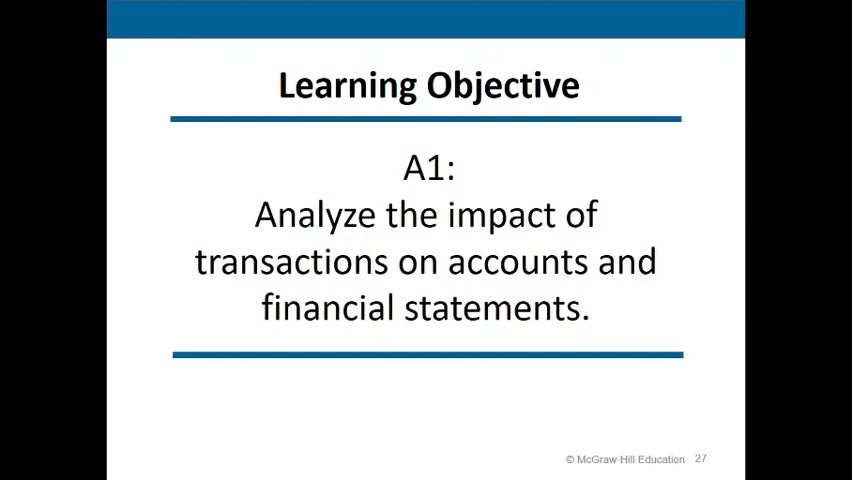 Learning Objective
A1:
Analyze the impact of
transactions on accounts and
financial statements.
© McGraw-Hill Education 27